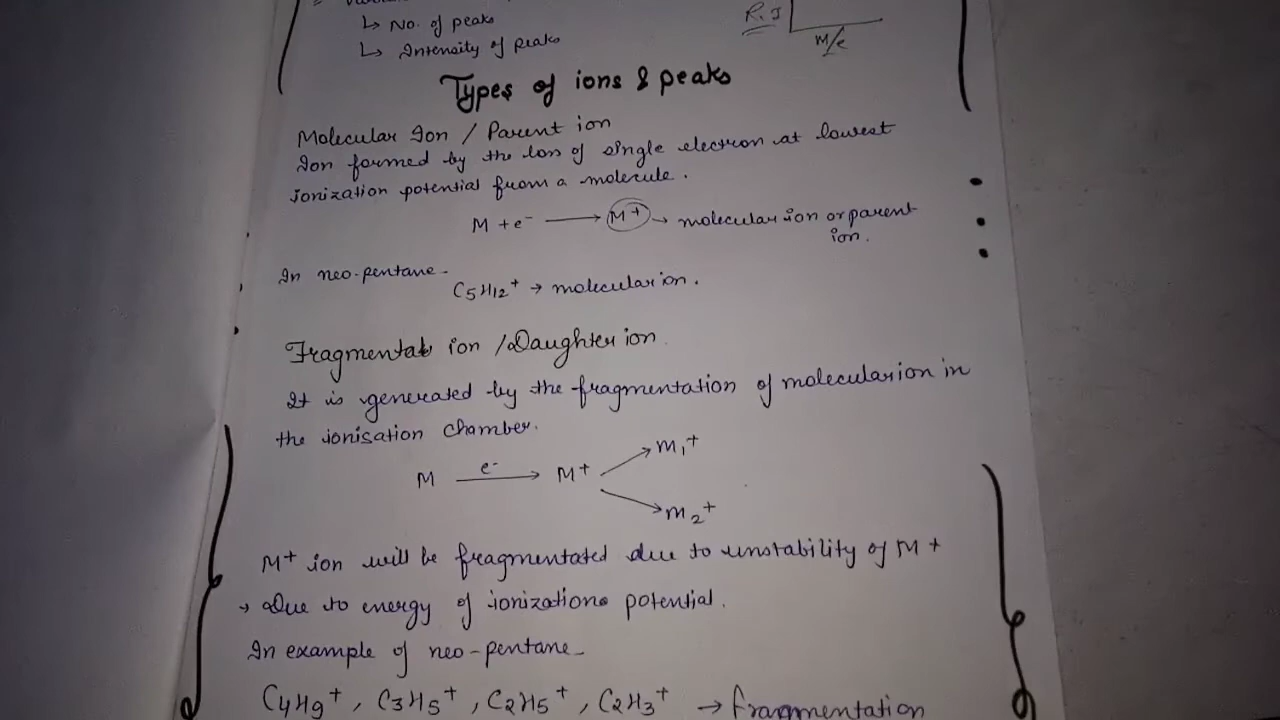 ↳ No. of peaks
↳ Intensity of peaks
R.I
M/e
Types of ions & peaks
Molecular Ion / Parent ion
Ion formed by the loss of single electron at lowest
ionization potential from a molecule.
M + e⁻ → M+ → molecular ion or parent
ion.
In neo-pentane-
C5H12+ → molecular ion.
Fragmental ion / Daughter ion
It is generated by the fragmentation of molecular ion in
the ionisation chamber.
M e⁻→ M+
m1+
m2+
M+ ion will be fragmentated due to unstability of M+
→ Due to energy of ionization potential.
In example of neo-pentane-
C4H9+, C3H5+, C2H5+, C2H3+ → fragmentation